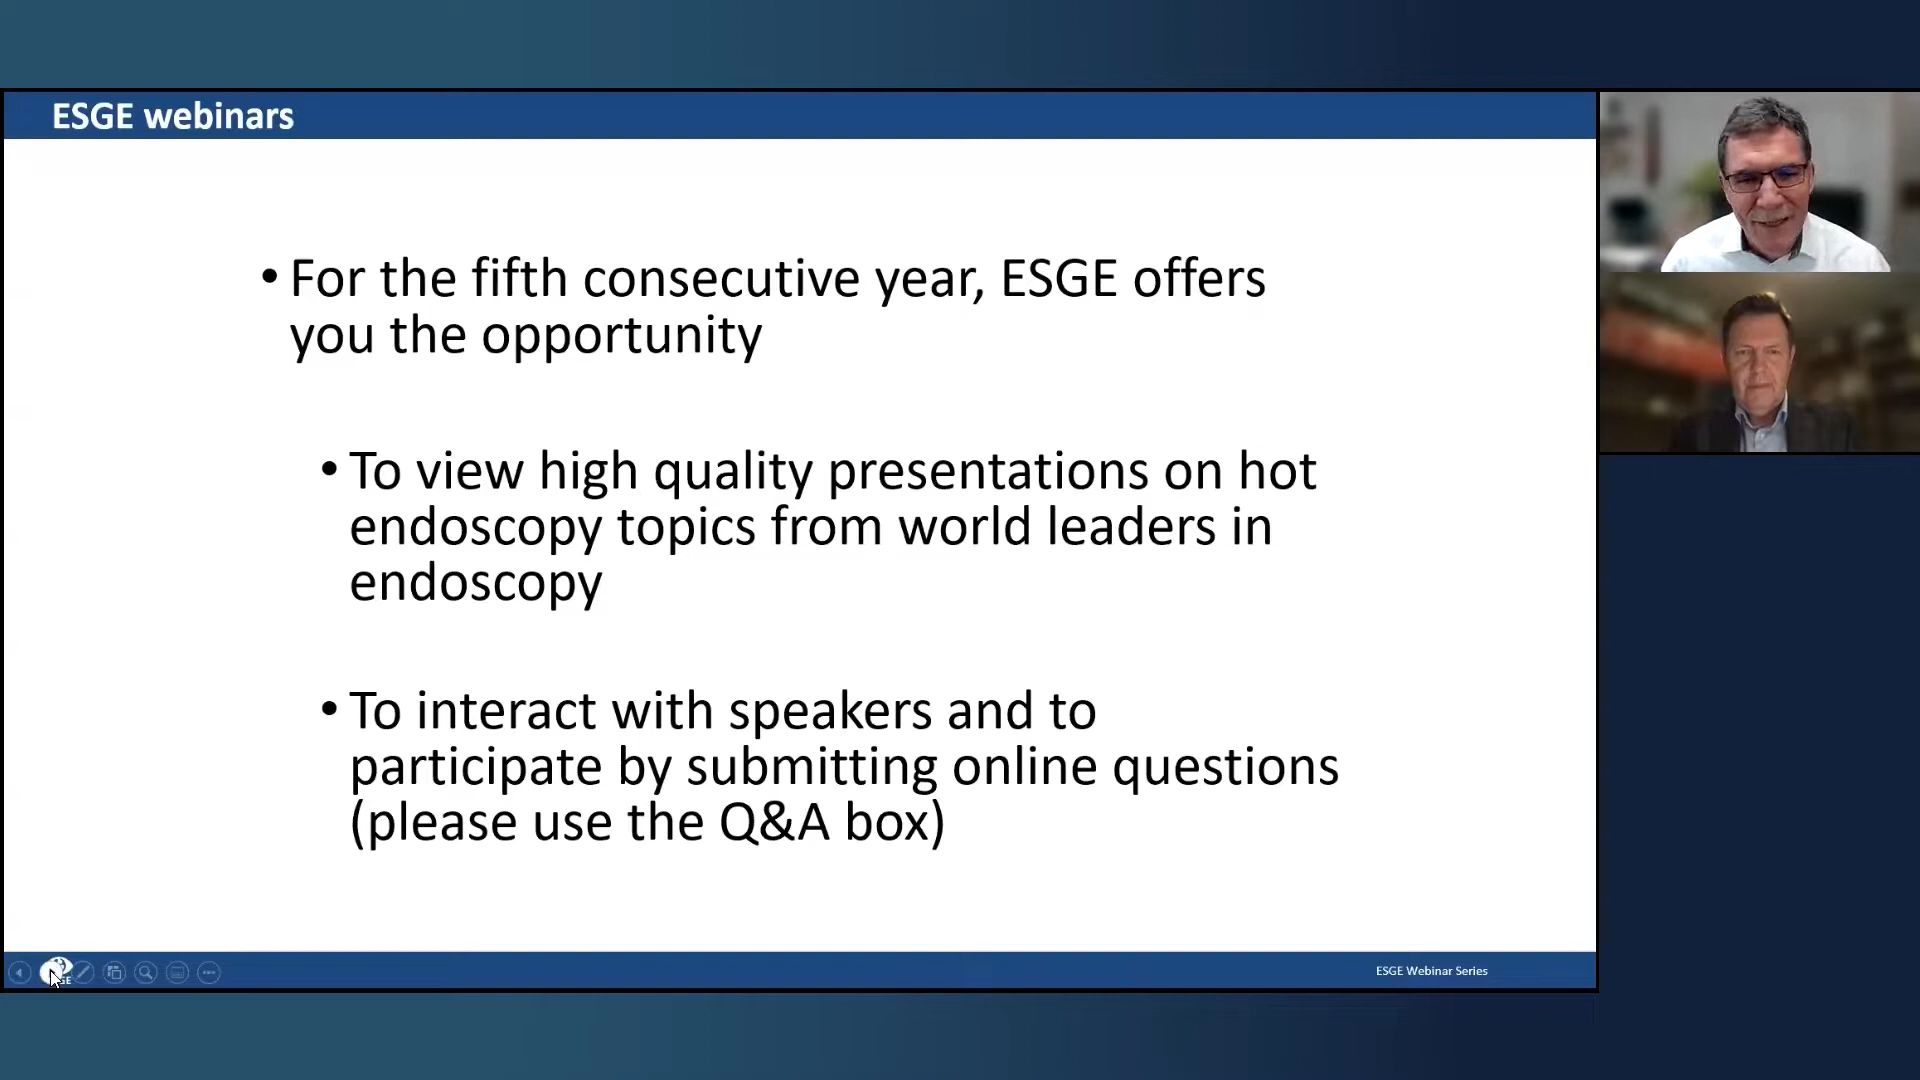 ESGE webinars
• For the fifth consecutive year, ESGE offers
you the opportunity
• To view high quality presentations on hot
endoscopy topics from world leaders in
endoscopy
• To interact with speakers and to
participate by submitting online questions
(please use the Q&A box)
ESGE Webinar Series